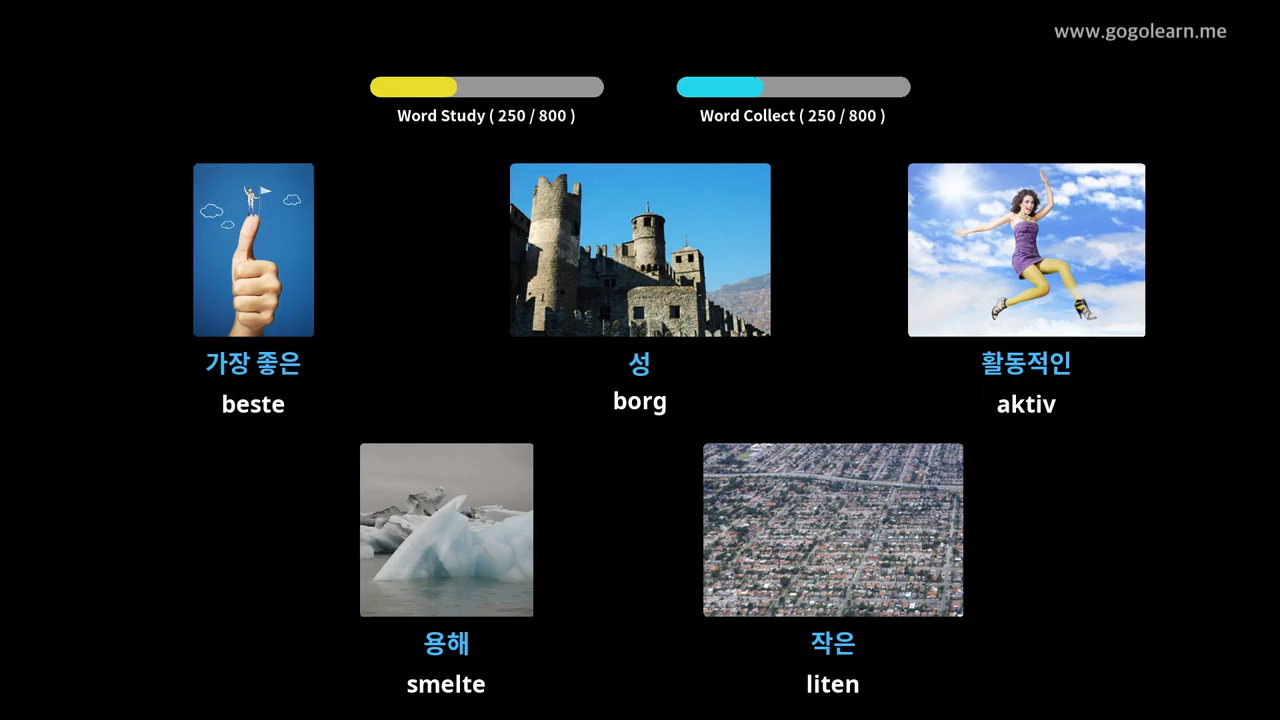 www.gogolearn.me
Word Study ( 250 / 800 )
Word Collect ( 250 / 800 )
가장 좋은
beste
성
borg
활동적인
aktiv
용해
smelte
작은
liten